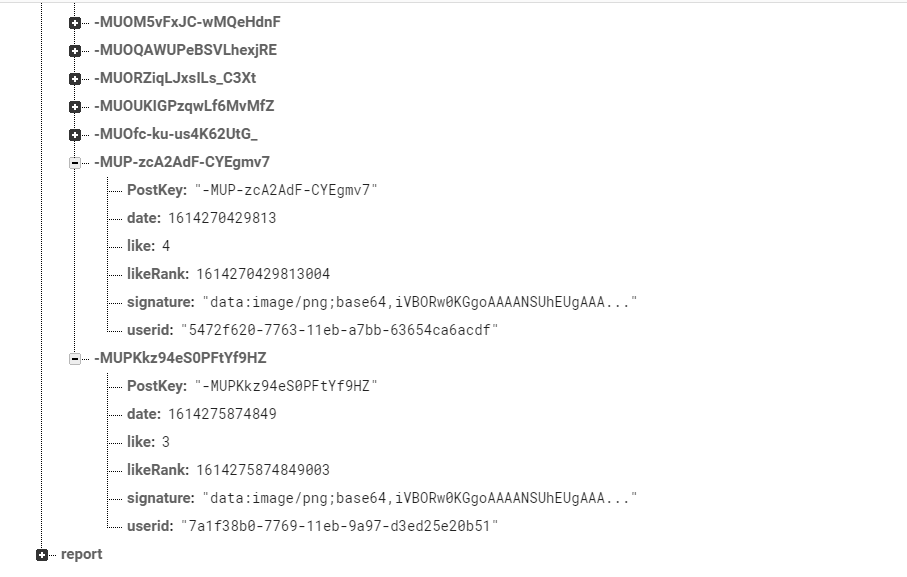 -MUOM5vFxJC-wMQeHdnF
-MUOQAWUPeBSVLhexjRE
-MUORZiqLJxsILs_C3Xt
-MUOUKIGPzqwLf6MvMfZ
-MUOfc-ku-us4K62UtG_
-MUP-zcA2AdF-CYEgmv7
PostKey: "-MUP-zcA2AdF-CYEgmv7"
date: 1614270429813
like: 4
likeRank: 1614270429813004
signature: "data:image/png;base64,iVBORw0KGgoAAAANSUhEUgAAA..."
userid: "5472f620-7763-11eb-a7bb-63654ca6acdf"
-MUPKkz94eS0PFtYf9HZ
PostKey: "-MUPKkz94eS0PFtYf9HZ"
date: 1614275874849
like: 3
likeRank: 1614275874849003
signature: "data:image/png;base64,iVBORw0KGgoAAAANSUhEUgAAA..."
userid: "7a1f38b0-7769-11eb-9a97-d3ed25e20b51"
report